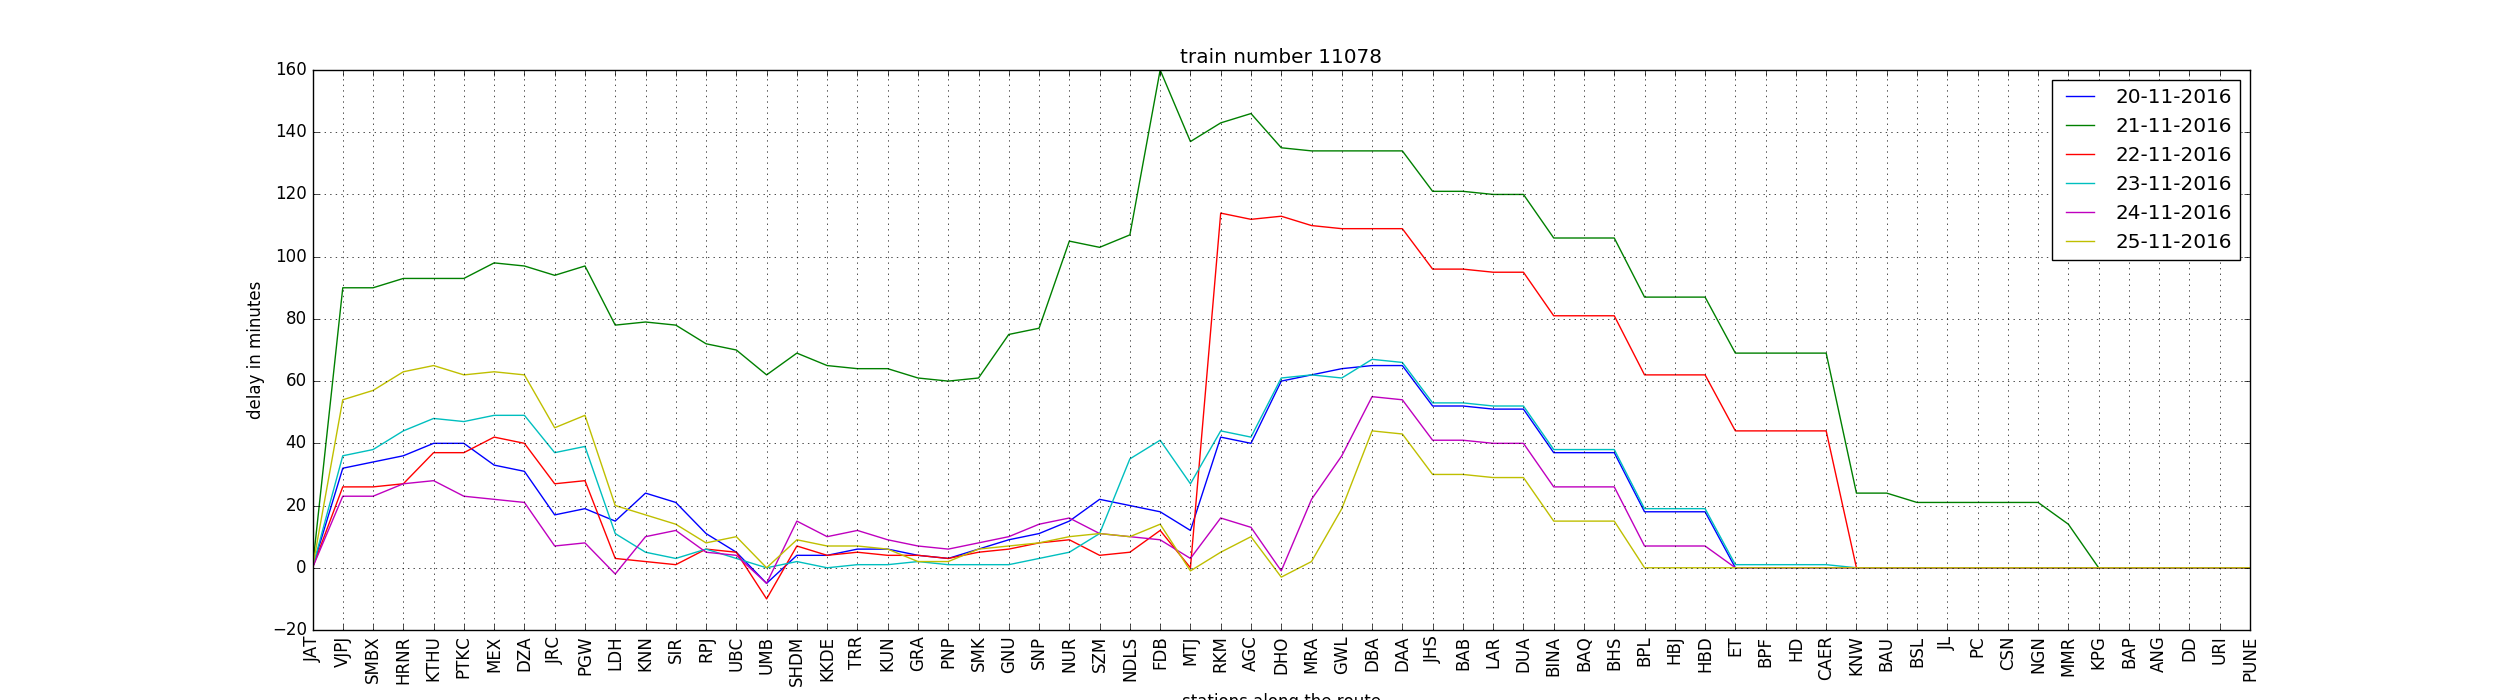 train number 11078
160
140
120
100
80
60
40
20
0
−20
delay in minutes
20-11-2016
21-11-2016
22-11-2016
23-11-2016
24-11-2016
25-11-2016
JAT
VJPJ
SMBX
HRNR
KTHU
PTKC
MEX
DZA
JRC
PGW
LDH
KNN
SIR
RPJ
UBC
UMB
SHDM
KKDE
TRR
KUN
GRA
PNP
SMK
GNU
SNP
NUR
SZM
NDLS
FDB
MTJ
RKM
AGC
DHO
MRA
GWL
DBA
DAA
JHS
BAB
LAR
DUA
BINA
BAQ
BHS
BPL
HBJ
HBD
ET
BPF
HD
CAER
KNW
BAU
BSL
JL
PC
CSN
NGN
MMR
KPG
BAP
ANG
DD
URI
PUNE
stations along the route